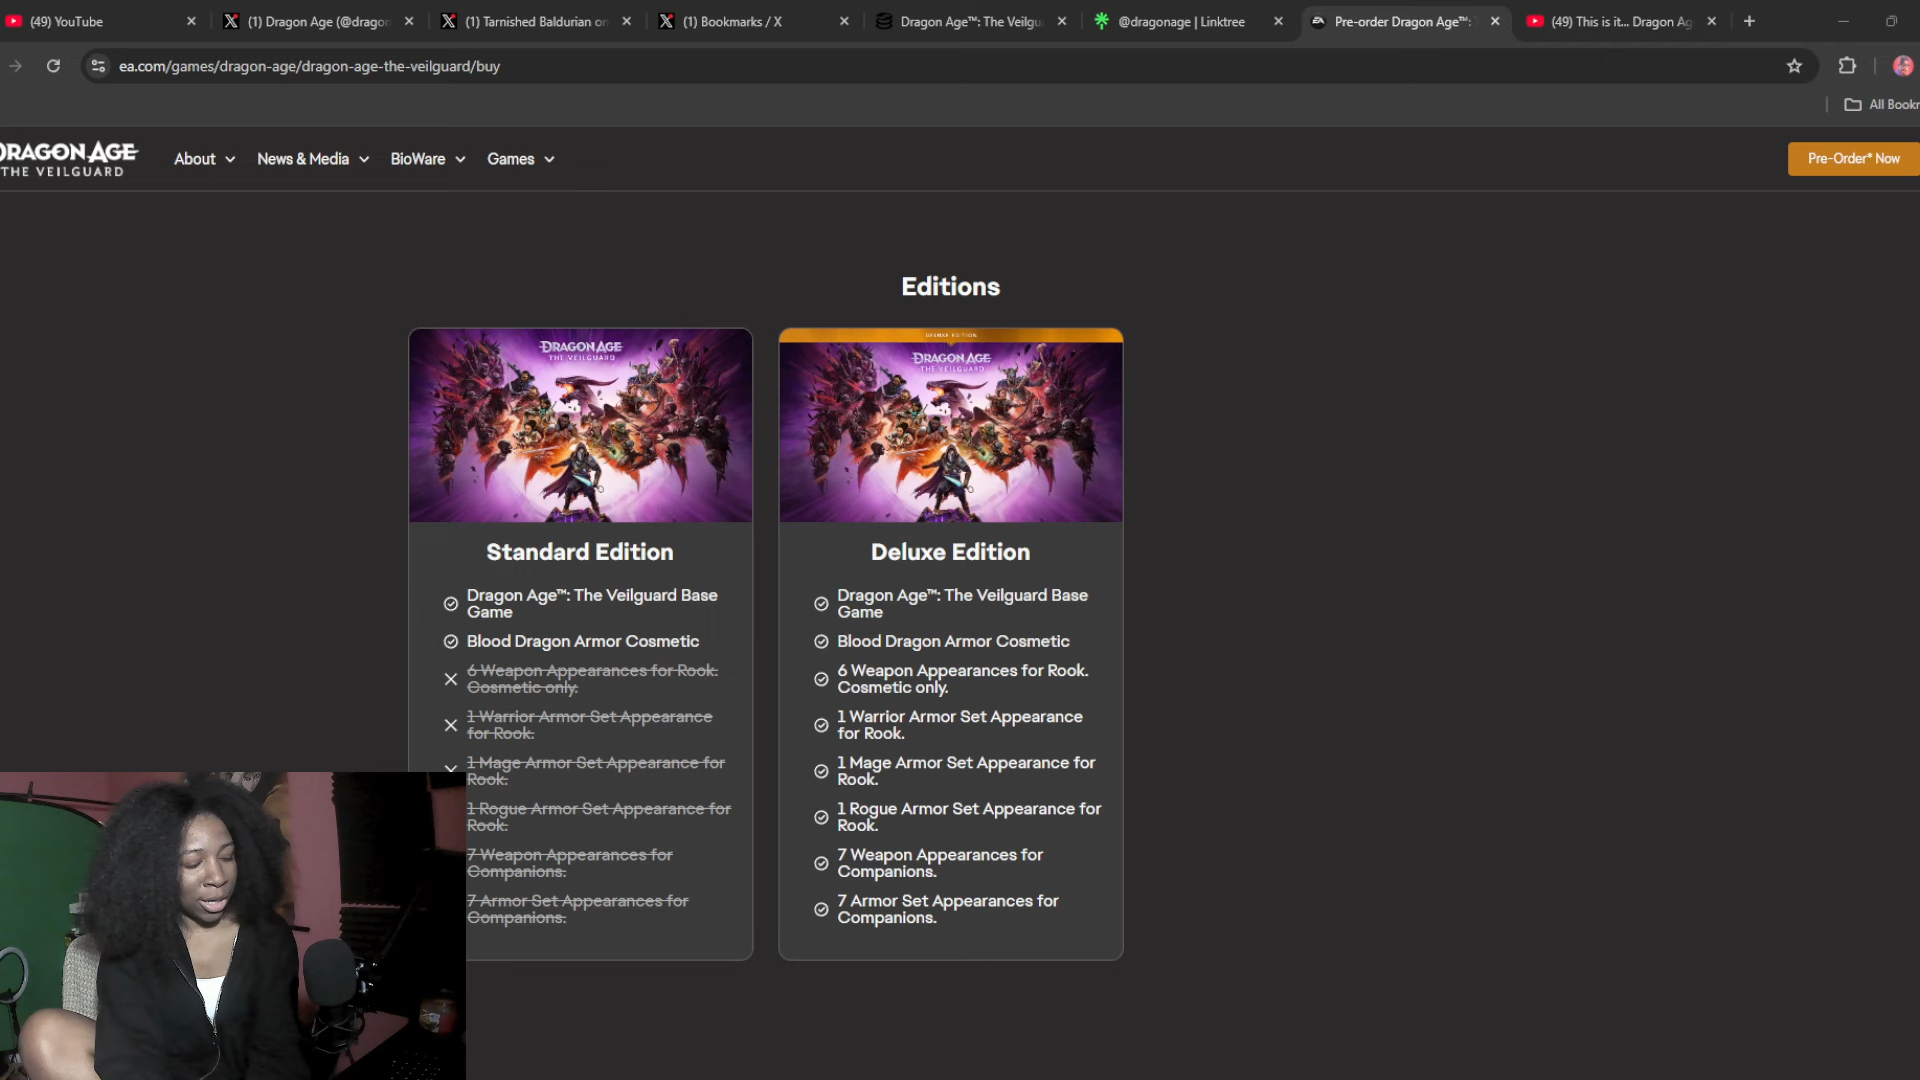 (49) YouTube
(1) Dragon Age (@dragon
(1) Tarnished Baldurian on
(1) Bookmarks / X
Dragon Age™: The Veilgu
@dragonage | Linktree
Pre-order Dragon Age™:
(49) This is it... Dragon Ag
ea.com/games/dragon-age/dragon-age-the-veilguard/buy
All Bookr
DRAGON AGE
THE VEILGUARD
About
News & Media
BioWare
Games
Pre-Order* Now
Editions
DRAGON AGE
THE VEILGUARD
DELUXE EDITION
DRAGON AGE
THE VEILGUARD
Standard Edition
Dragon Age™: The Veilguard Base
Game
Blood Dragon Armor Cosmetic
6 Weapon Appearances for Rook.
Cosmetic only.
1 Warrior Armor Set Appearance
for Rook.
1 Mage Armor Set Appearance for
Rook.
1 Rogue Armor Set Appearance for
Rook.
7 Weapon Appearances for
Companions.
7 Armor Set Appearances for
Companions.
Deluxe Edition
Dragon Age™: The Veilguard Base
Game
Blood Dragon Armor Cosmetic
6 Weapon Appearances for Rook.
Cosmetic only.
1 Warrior Armor Set Appearance
for Rook.
1 Mage Armor Set Appearance for
Rook.
1 Rogue Armor Set Appearance for
Rook.
7 Weapon Appearances for
Companions.
7 Armor Set Appearances for
Companions.